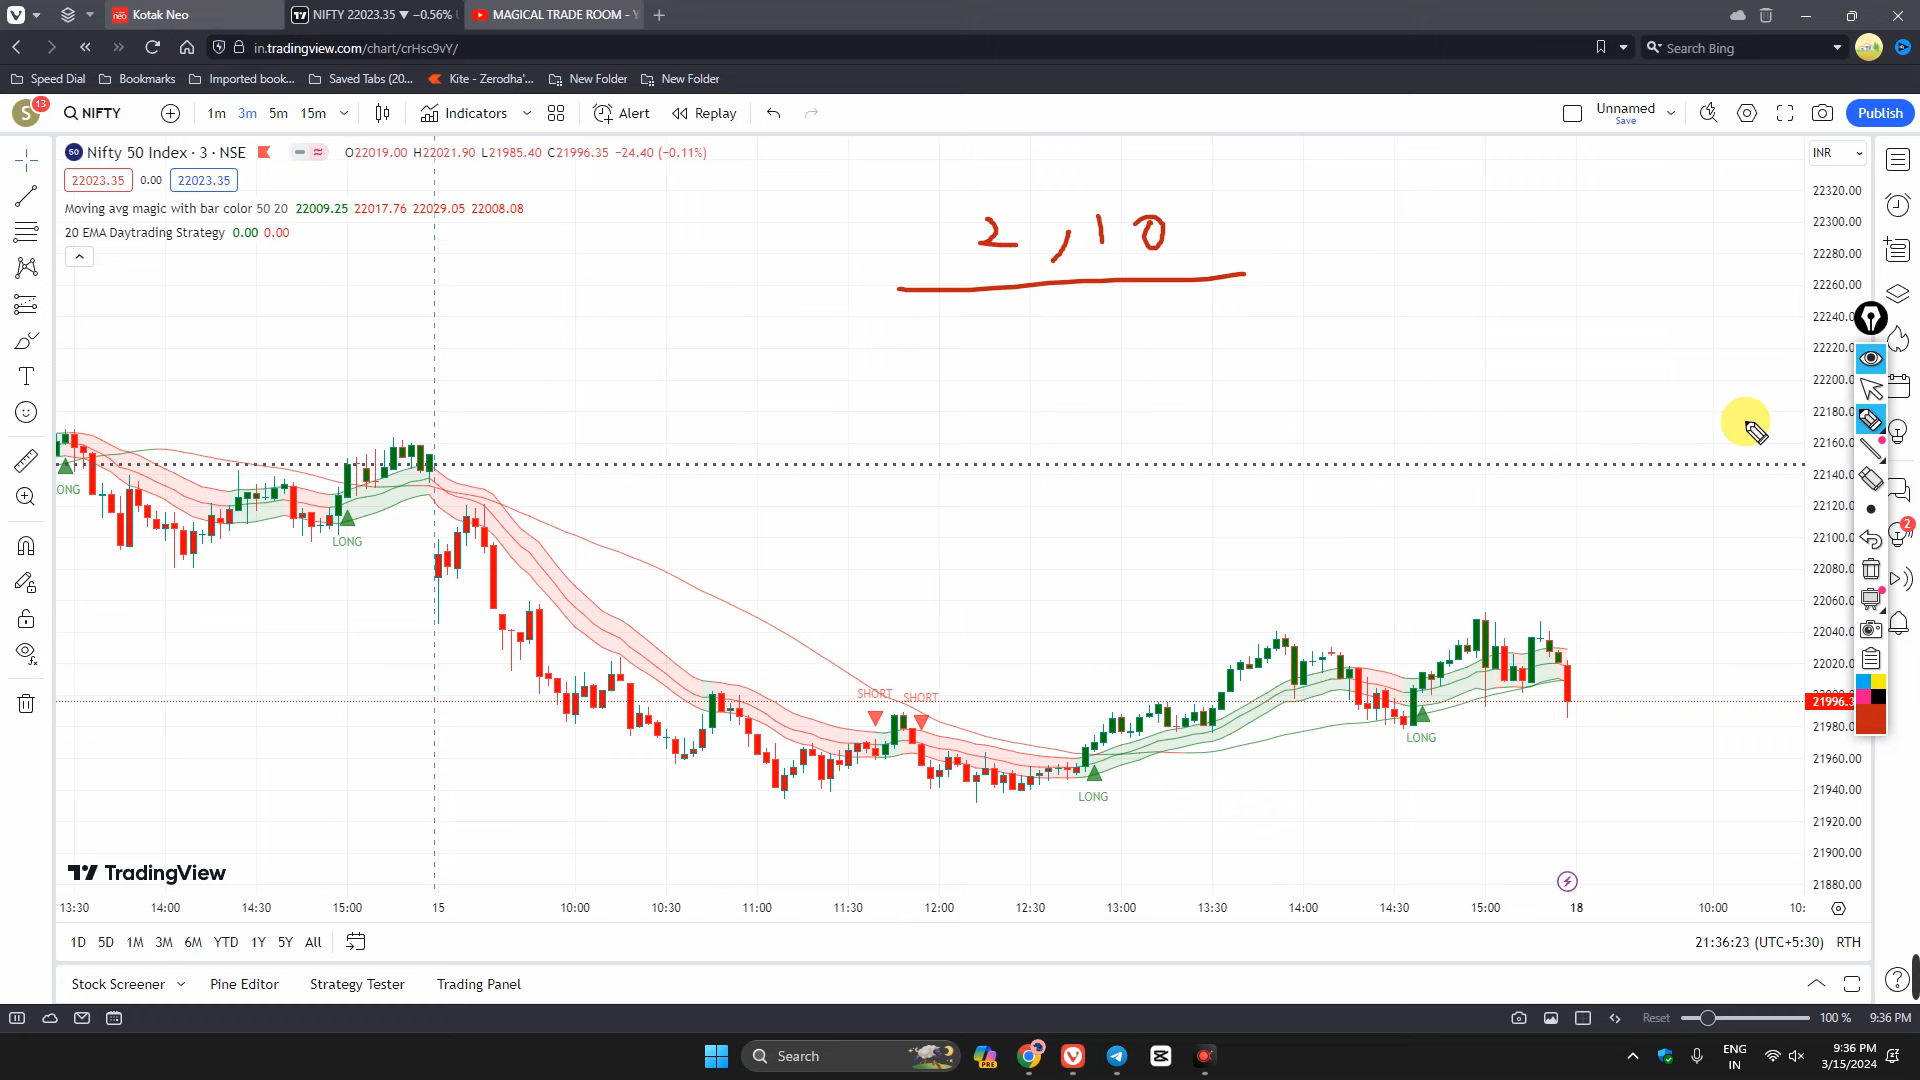 Kotak Neo
NIFTY 22023.35 ▼ −0.56%
MAGICAL TRADE ROOM - Y
in.tradingview.com/chart/crHsc9vY/
Search Bing
Speed Dial
Bookmarks
Imported book...
Saved Tabs (20...
Kite - Zerodha'...
New Folder
New Folder
S
13
NIFTY
1m 3m 5m 15m
Indicators
Alert
Replay
Unnamed
Save
Publish
50 Nifty 50 Index · 3 · NSE
O22019.00 H22021.90 L21985.40 C21996.35 −24.40 (−0.11%)
INR
22023.35 0.00 22023.35
Moving avg magic with bar color 50 20 22009.25 22017.76 22029.05 22008.08
20 EMA Daytrading Strategy 0.00 0.00
2 , 1 0
22320.00
22300.00
22280.00
22260.00
22240.0
22220.0
22200.0
22180.0
22160.0
22140.0
22120.0
22100.0
22080.0
22060.0
22040.0
22020.0
21996.3
21980.0
21960.00
21940.00
21920.00
21900.00
21880.00
2
ONG
LONG
SHORT
SHORT
LONG
LONG
TradingView
13:30 14:00 14:30 15:00 15 10:00 10:30 11:00 11:30 12:00 12:30 13:00 13:30 14:00 14:30 15:00 18 10:00 10:
1D 5D 1M 3M 6M YTD 1Y 5Y All
21:36:23 (UTC+5:30) RTH
Stock Screener
Pine Editor
Strategy Tester
Trading Panel
Reset
100 %
9:36 PM
Search
PRE
ENG
IN
9:36 PM
3/15/2024